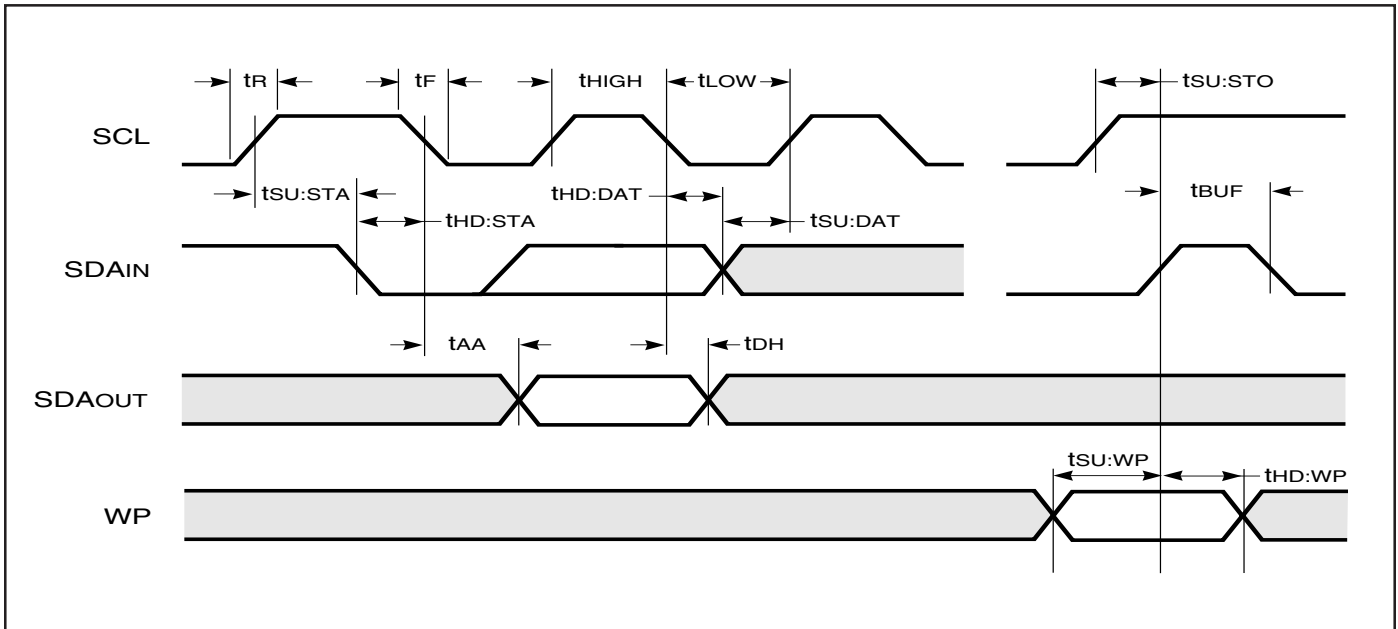 tR
tF
tHIGH
tLOW
tSU:STO
SCL
tSU:STA
tHD:STA
tHD:DAT
tSU:DAT
tBUF
SDAIN
tAA
tDH
SDAOUT
tSU:WP
tHD:WP
WP